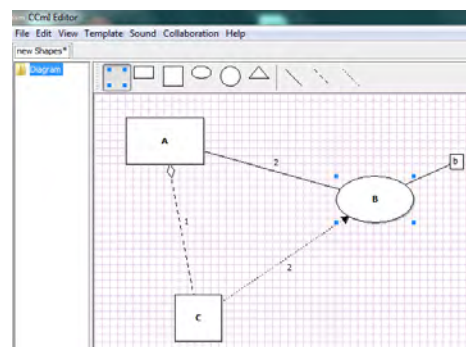 CCmI Editor
File Edit View Template Sound Collaboration Help
new Shapes*
Diagram
A
2
b
B
1
2
C